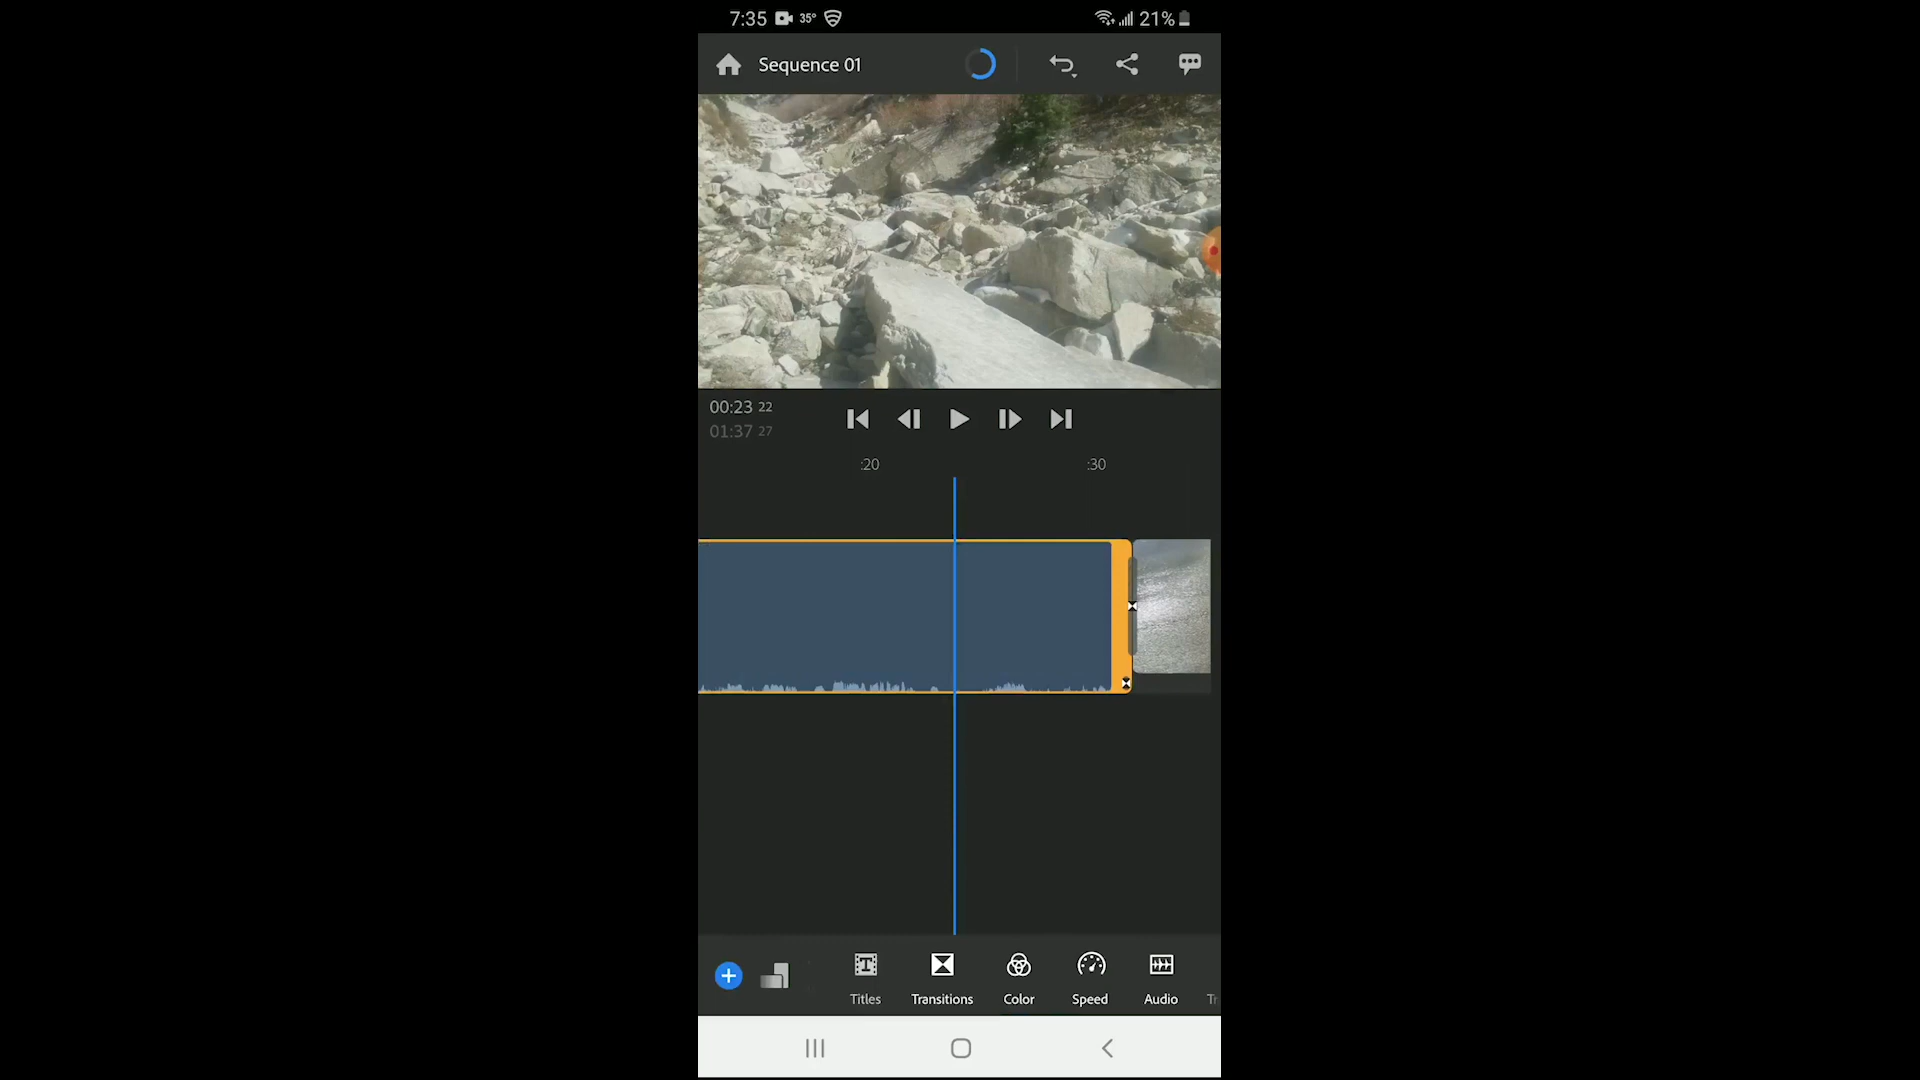 7:35 35° 21%
Sequence 01
00:23 22
01:37 27
:20 :30
Titles Transitions Color Speed Audio Tr